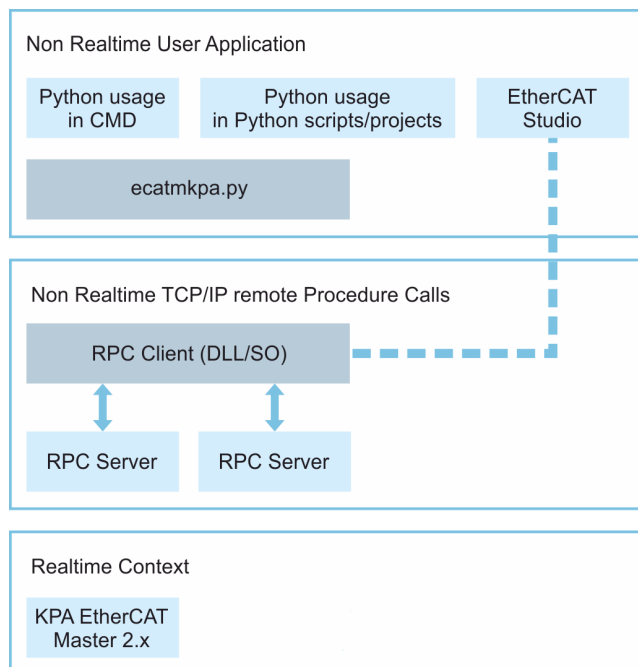 Non Realtime User Application
Python usage
in CMD
Python usage
in Python scripts/projects
EtherCAT
Studio
ecatmkpa.py
Non Realtime TCP/IP remote Procedure Calls
RPC Client (DLL/SO)
RPC Server
RPC Server
Realtime Context
KPA EtherCAT
Master 2.x